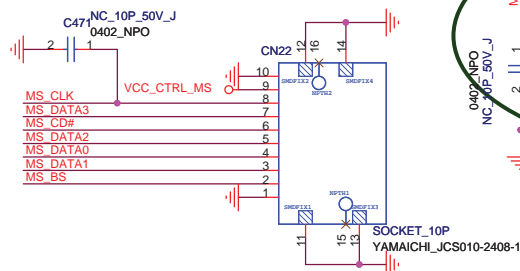 NC_10P_50V_J
C471
0402_NPO
2 1
12
16
14
CN22
SMDFIX2
SMDFIX4
NPTH2
10
VCC_CTRL_MS
9
MS_CLK
8
MS_DATA3
7
MS_CD#
6
MS_DATA2
5
MS_DATA0
4
MS_DATA1
3
MS_BS
2
1
NPTH1
SMDFIX1
SMDFIX3
11
15
13
SOCKET_10P
YAMAICHI_JCS010-2408-1
0402_NPO
NC_10P_50V_J
2 1